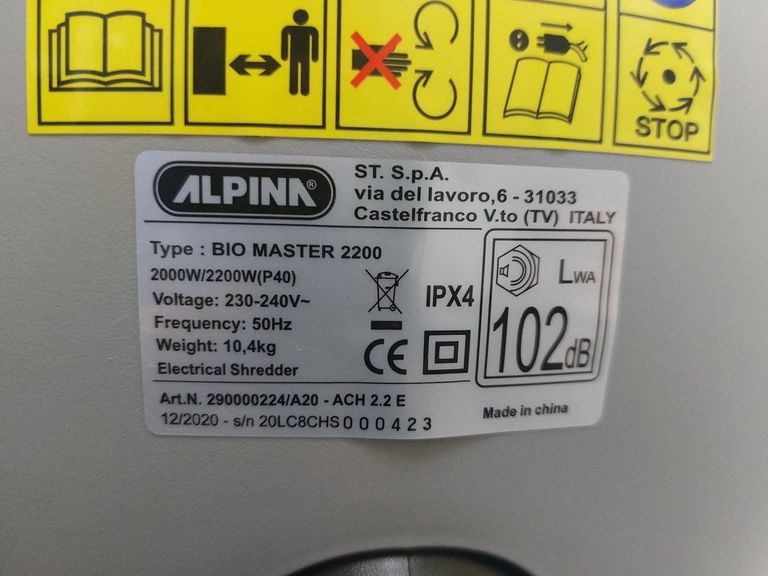 STOP
ALPINA®
ST. S.p.A.
via del lavoro,6 - 31033
Castelfranco V.to (TV) ITALY
Type : BIO MASTER 2200
2000W/2200W(P40)
Voltage: 230-240V~
Frequency: 50Hz
Weight: 10,4kg
Electrical Shredder
IPX4
CE
LWA
102dB
Art.N. 290000224/A20 - ACH 2.2 E
12/2020 - s/n 20LC8CHS000423
Made in china